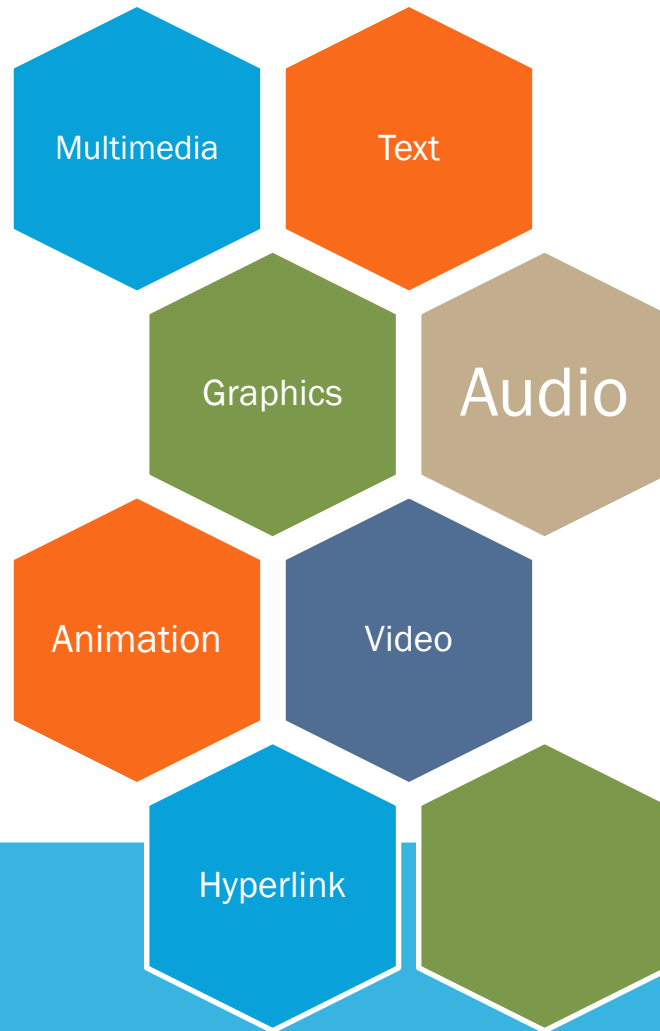 Multimedia
Text
Graphics
Audio
Animation
Video
Hyperlink